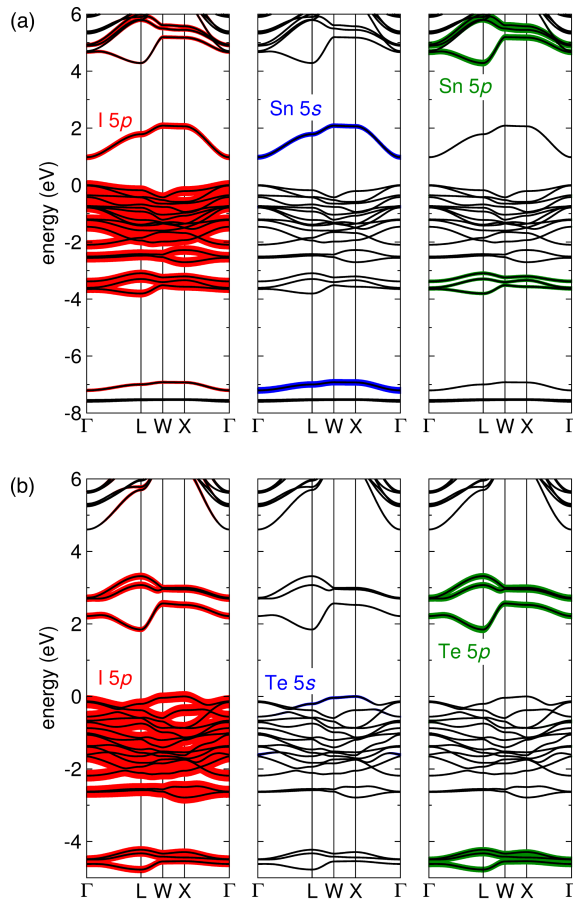 (a)
6
4
2
0
-2
-4
-6
-8
energy (eV)
I 5p
Sn 5s
Sn 5p
Γ L W X Γ Γ L W X Γ Γ L W X Γ
(b)
6
4
2
0
-2
-4
energy (eV)
I 5p
Te 5s
Te 5p
Γ L W X Γ Γ L W X Γ Γ L W X Γ